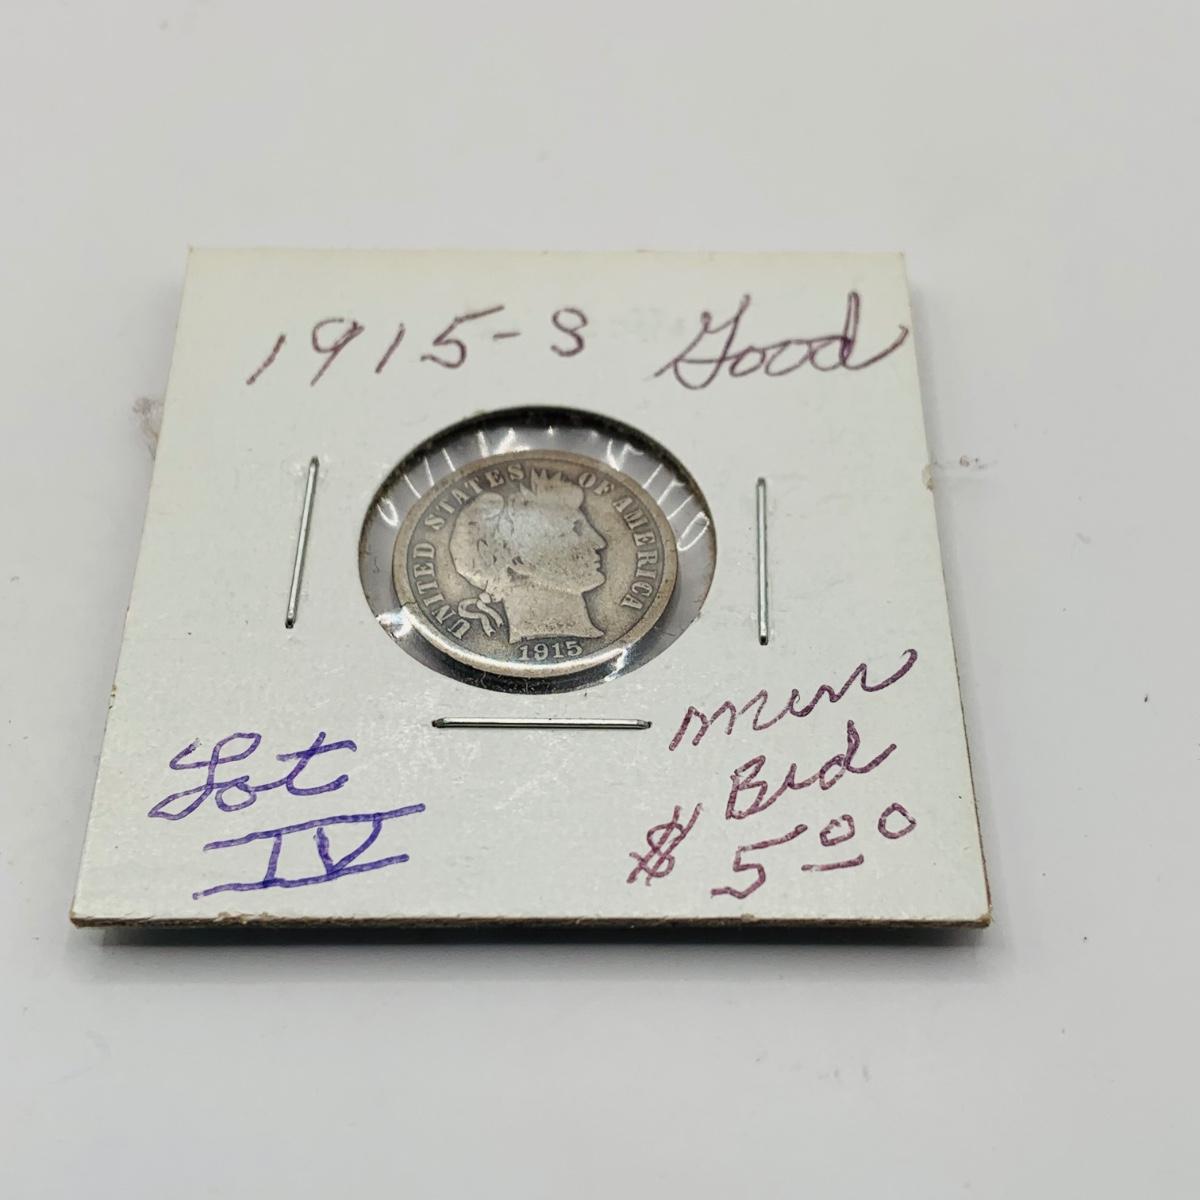 1915-S Good
UNITED STATES OF AMERICA
1915
Lot
IV
Min
Bid
$ 5.00